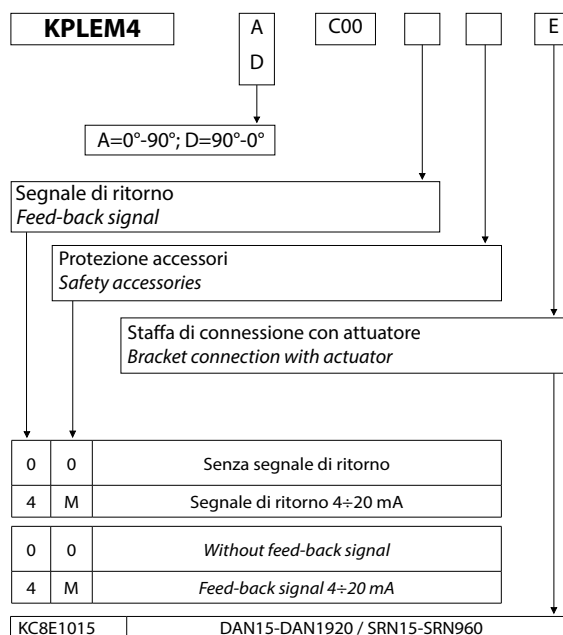 KPLEM4 A C00 E
D
A=0°-90°; D=90°-0°
Segnale di ritorno
Feed-back signal
Protezione accessori
Safety accessories
Staffa di connessione con attuatore
Bracket connection with actuator
0 0 Senza segnale di ritorno
4 M Segnale di ritorno 4÷20 mA
0 0 Without feed-back signal
4 M Feed-back signal 4÷20 mA
KC8E1015 DAN15-DAN1920 / SRN15-SRN960